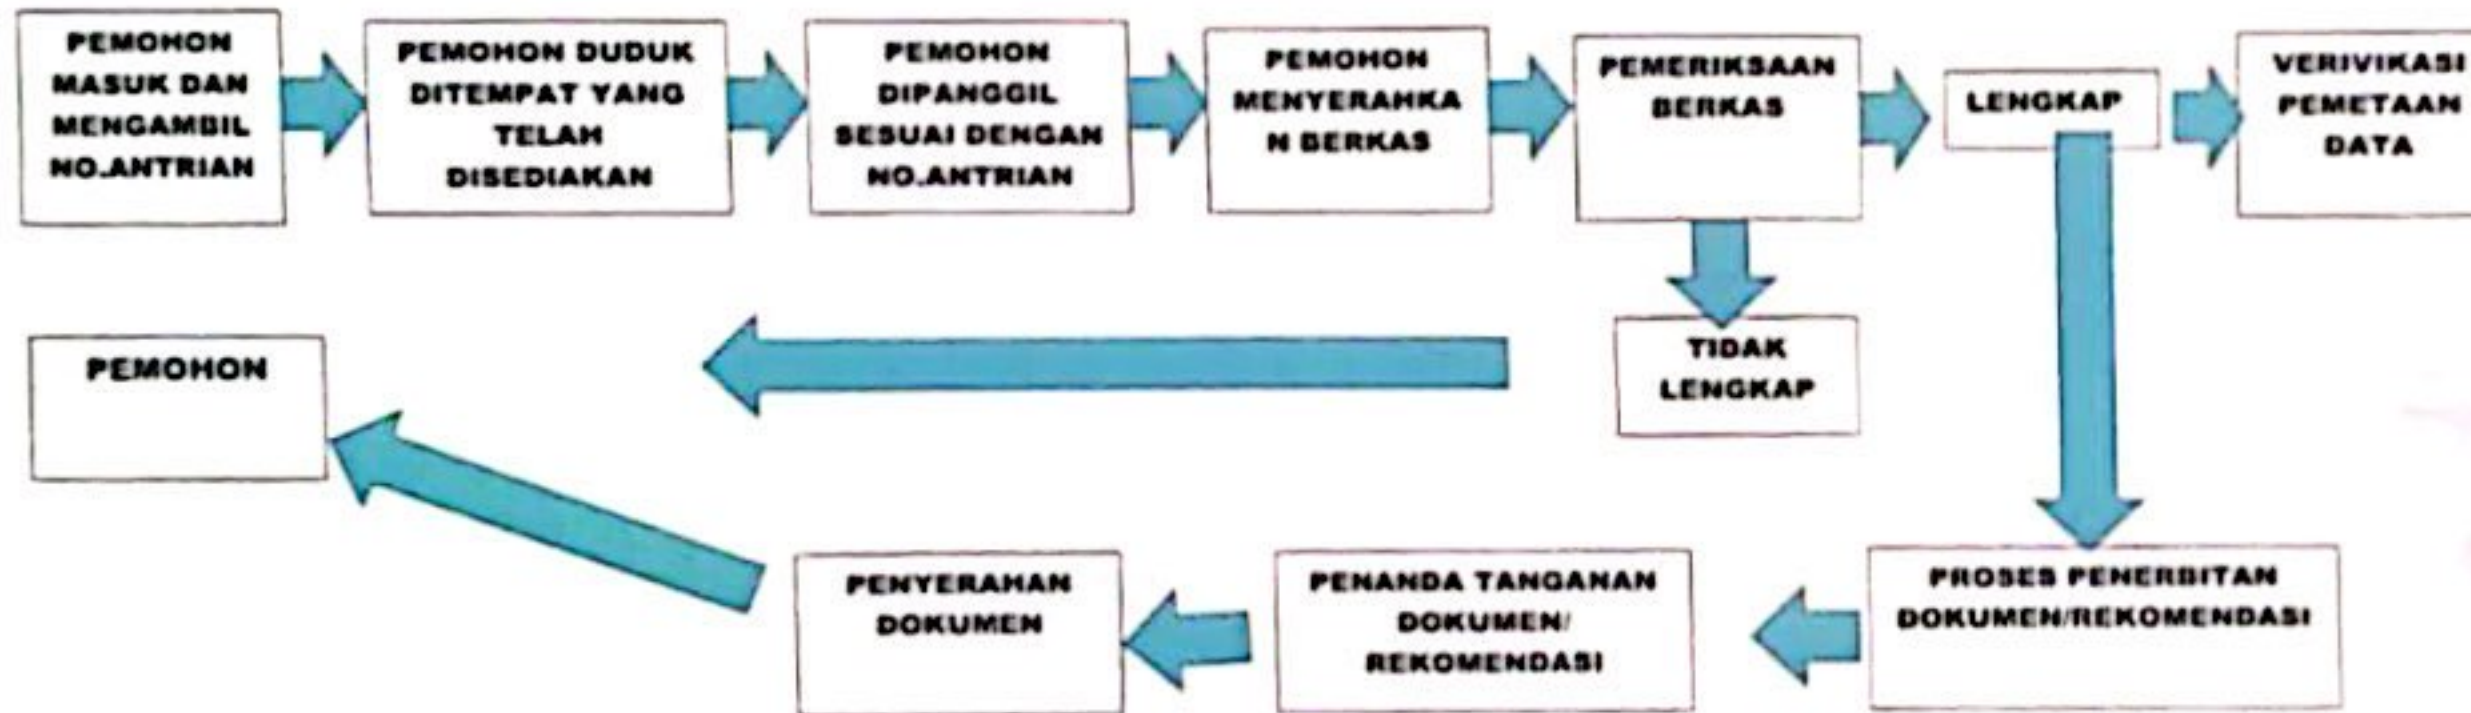 PEMOHON
MASUK DAN
MENGAMBIL
NO.ANTRIAN
PEMOHON DUDUK
DITEMPAT YANG
TELAH
DISEDIAKAN
PEMOHON
DIPANGGIL
SESUAI DENGAN
NO.ANTRIAN
PEMOHON
MENYERAHKA
N BERKAS
PEMERIKSAAN
BERKAS
LENGKAP
VERIVIKASI
PEMETAAN
DATA
TIDAK
LENGKAP
PEMOHON
PROSES PENERBITAN
DOKUMEN/REKOMENDASI
PENANDA TANGANAN
DOKUMEN/
REKOMENDASI
PENYERAHAN
DOKUMEN